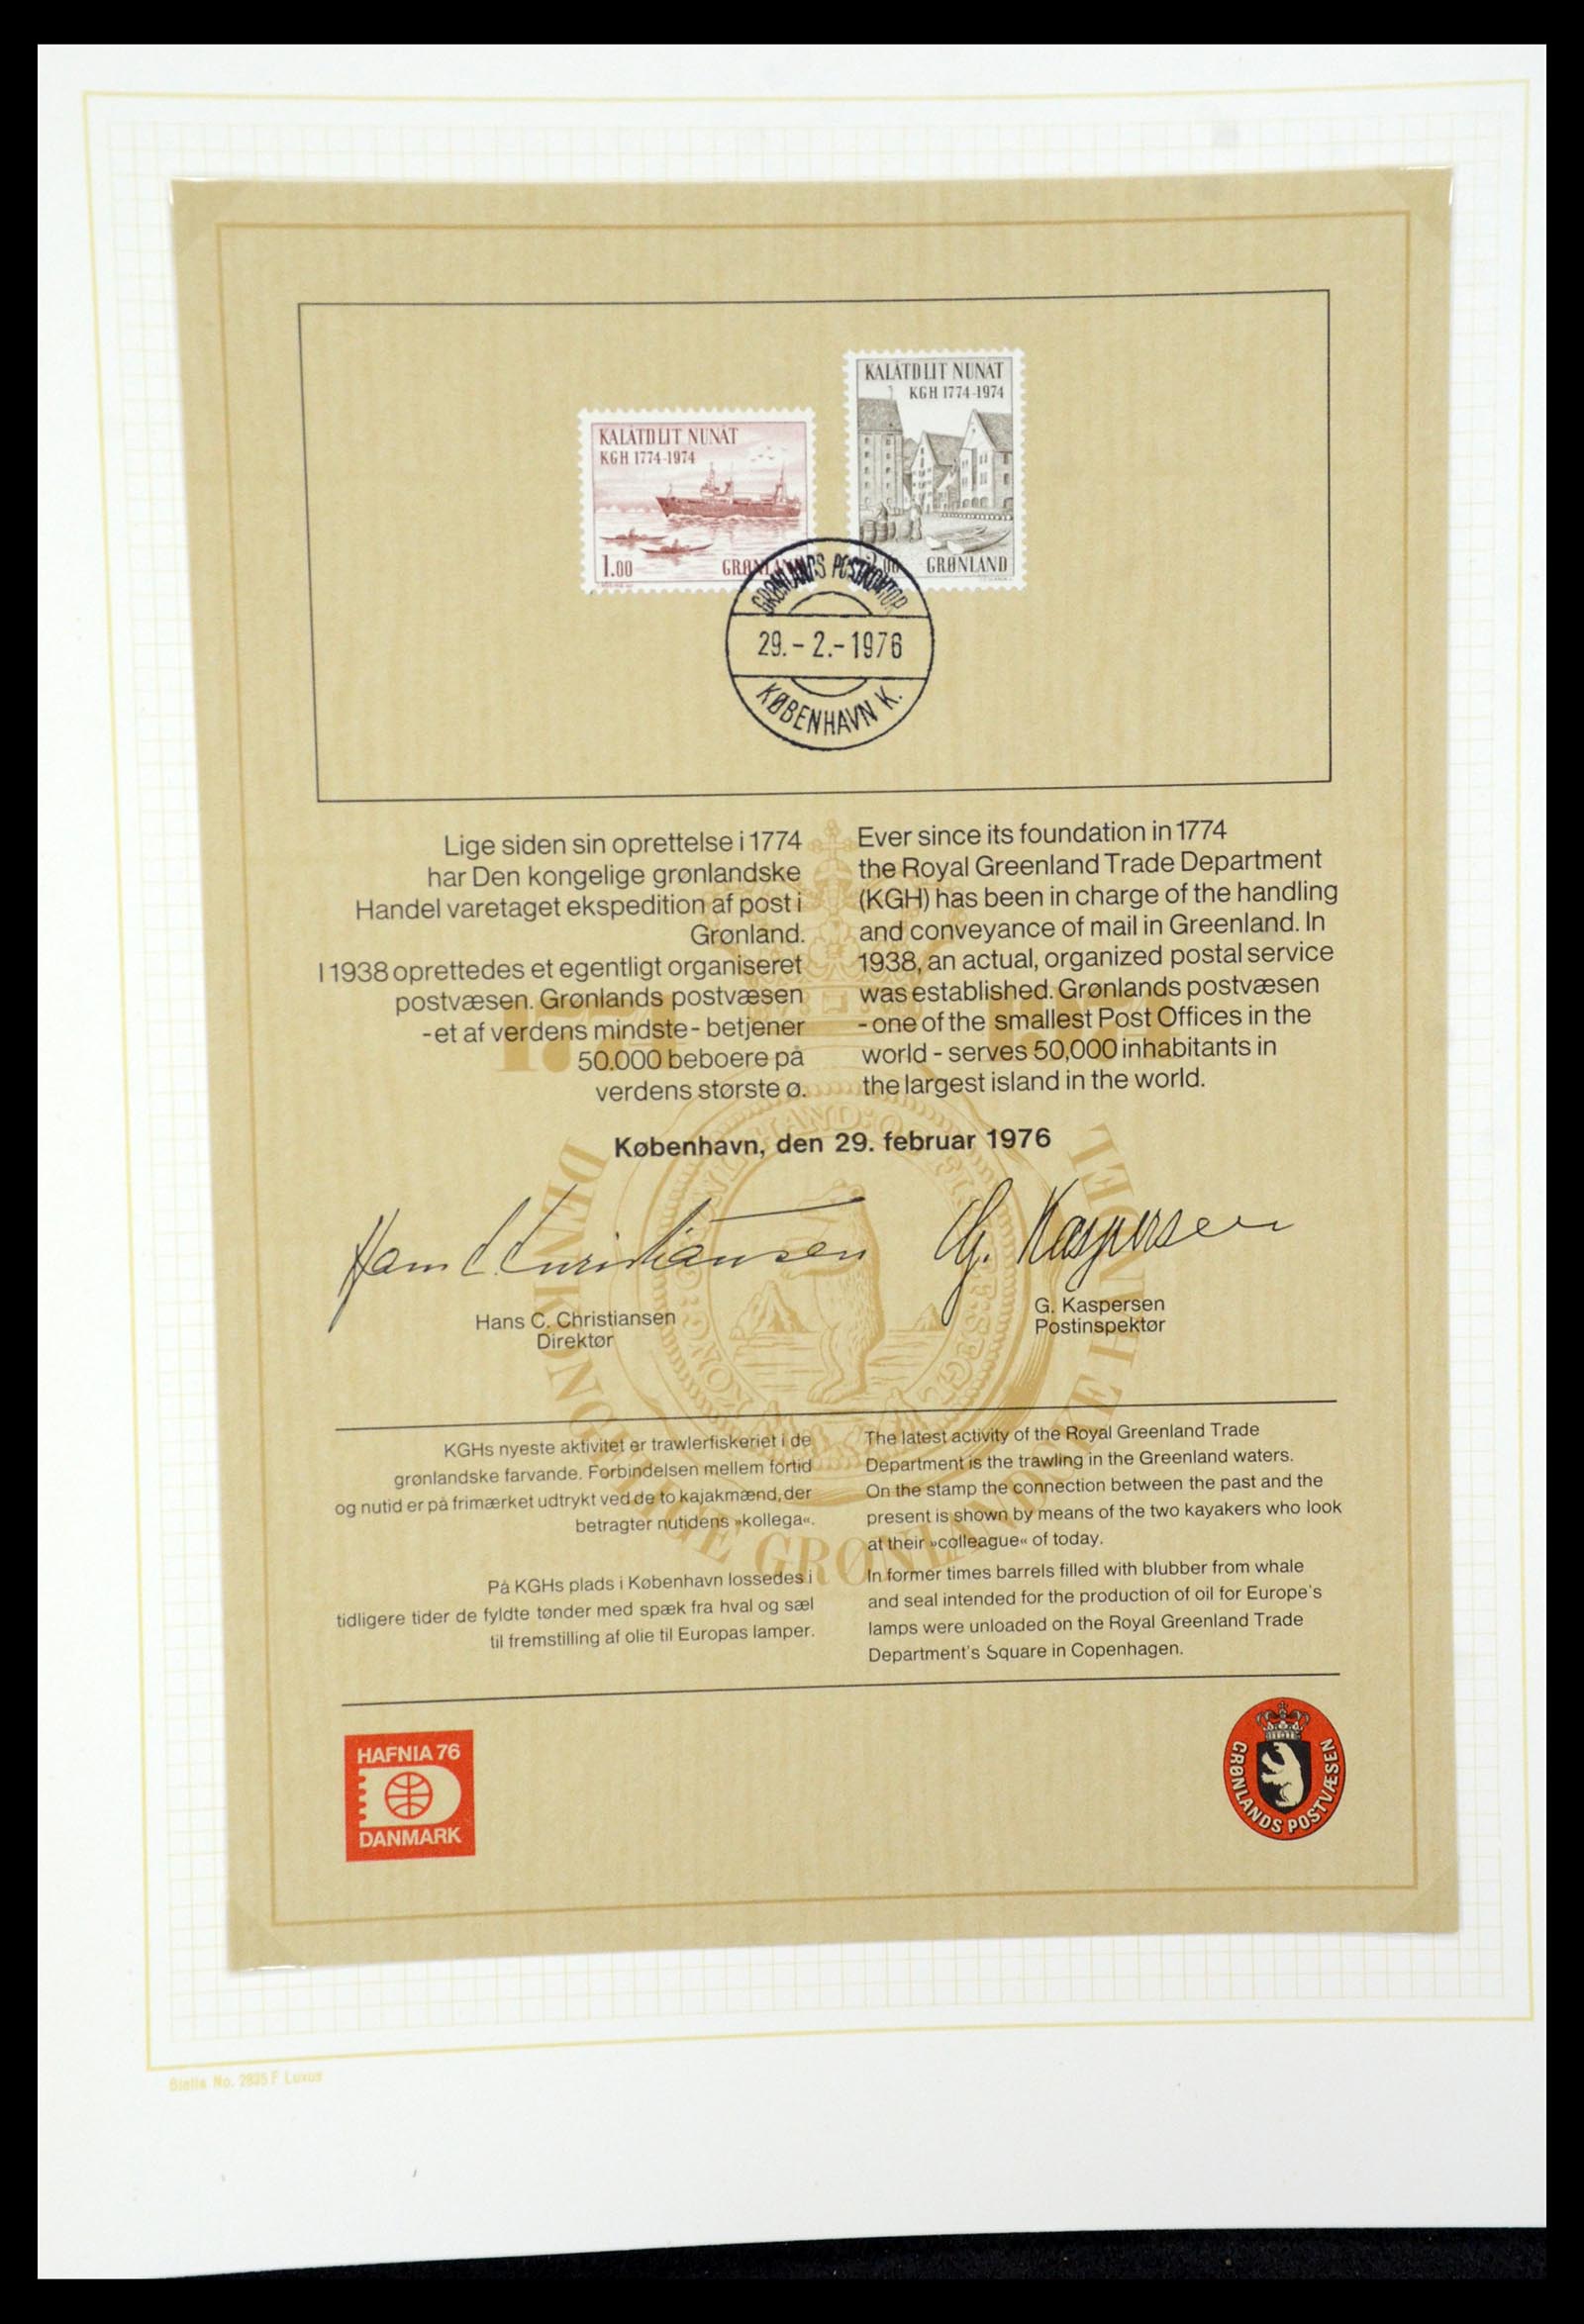 KALÂTDLIT NUNÂT
KGH 1774-1974
1.00
GRØNLAND
KALÂTDLIT NUNÂT
KGH 1774-1974
GRØNLAND
GRØNLANDS POSTKONTOR
29.-2.-1976
KØBENHAVN K.
Lige siden sin oprettelse i 1774
har Den kongelige grønlandske
Handel varetaget ekspedition af post i
Grønland.
I 1938 oprettedes et egentligt organiseret
postvæsen. Grønlands postvæsen
- et af verdens mindste - betjener
50.000 beboere på
verdens største ø.
Ever since its foundation in 1774
the Royal Greenland Trade Department
(KGH) has been in charge of the handling
and conveyance of mail in Greenland. In
1938, an actual, organized postal service
was established. Grønlands postvæsen
- one of the smallest Post Offices in the
world - serves 50,000 inhabitants in
the largest island in the world.
København, den 29. februar 1976
Hans C. Christiansen
G. Kaspersen
Hans C. Christiansen
Direktør
G. Kaspersen
Postinspektør
KGHs nyeste aktivitet er trawlerfiskeriet i de
grønlandske farvande. Forbindelsen mellem fortid
og nutid er på frimærket udtrykt ved de to kajakmænd, der
betragter nutidens »kollega«.
På KGHs plads i København lossedes i
tidligere tider de fyldte tønder med spæk fra hval og sæl
til fremstilling af olie til Europas lamper.
The latest activity of the Royal Greenland Trade
Department is the trawling in the Greenland waters.
On the stamp the connection between the past and the
present is shown by means of the two kayakers who look
at their »colleague« of today.
In former times barrels filled with blubber from whale
and seal intended for the production of oil for Europe's
lamps were unloaded on the Royal Greenland Trade
Department's Square in Copenhagen.
HAFNIA 76
DANMARK
GRØNLANDS POSTVÆSEN
No. 2835 F Luxus